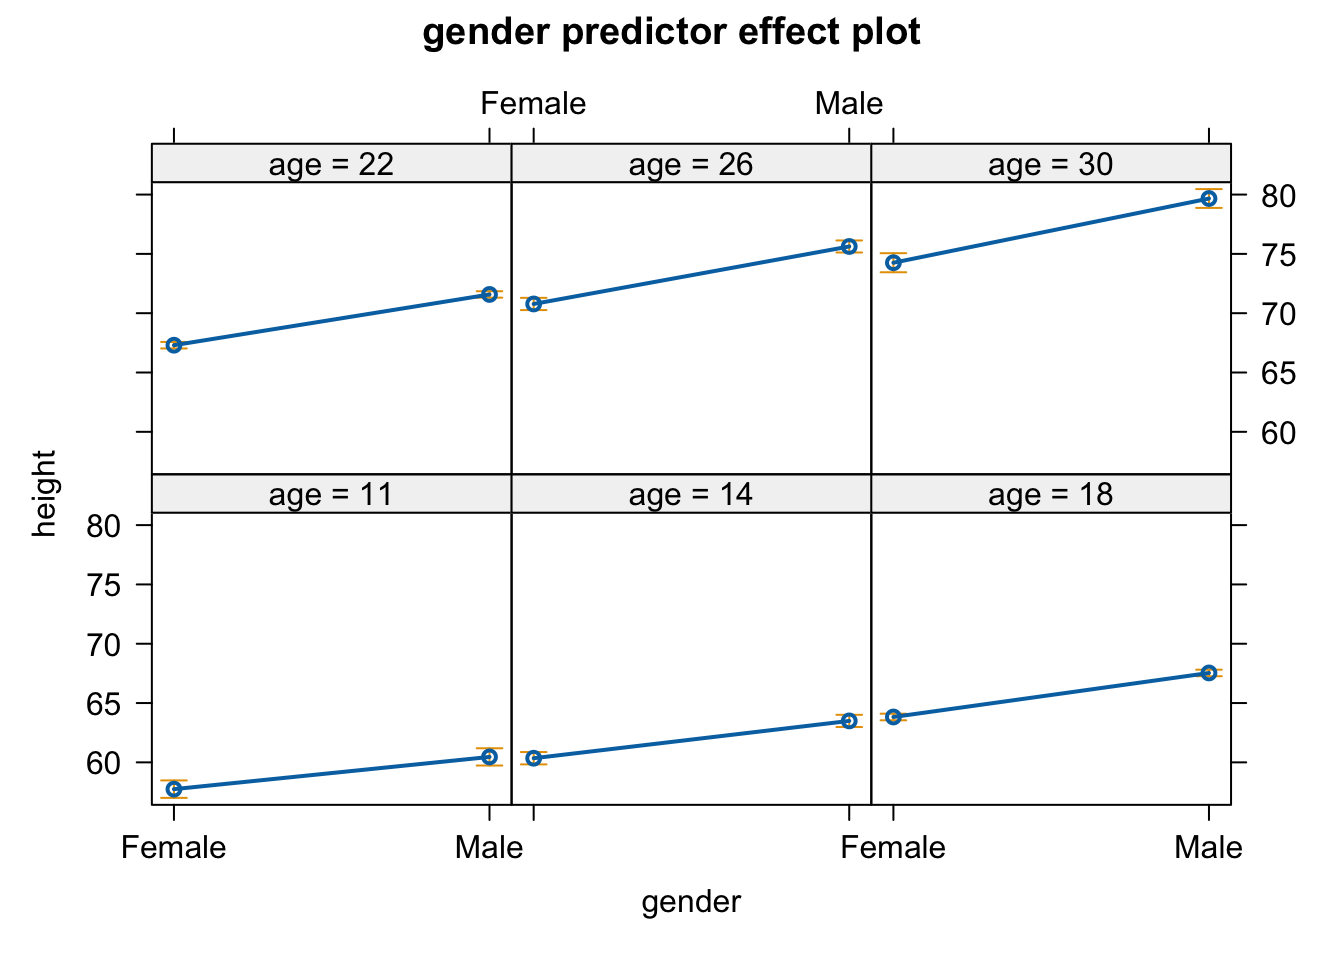 gender predictor effect plot
Female Male
age = 22 age = 26 age = 30
80
75
70
65
60
height
age = 11 age = 14 age = 18
80
75
70
65
60
Female Male Female Male
gender